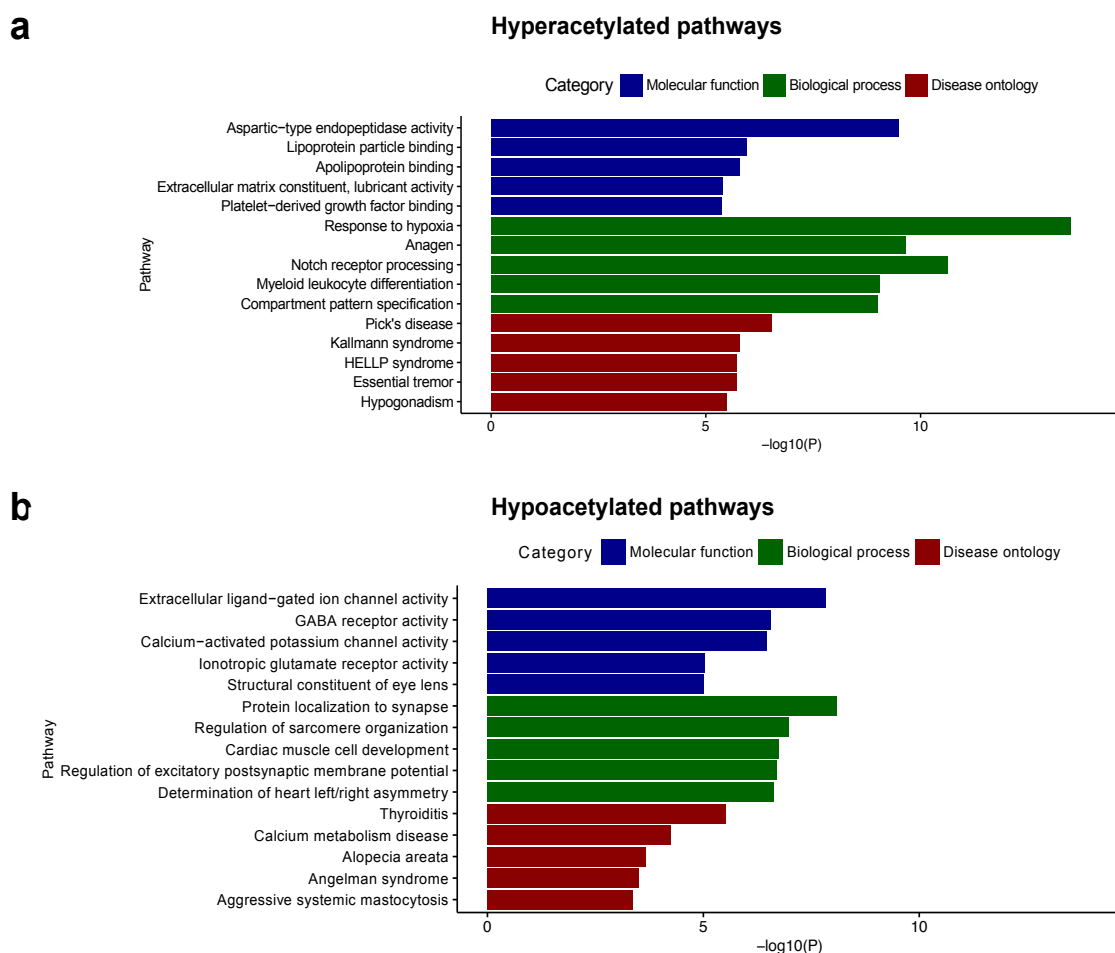 a
Hyperacetylated pathways
Category Molecular function Biological process Disease ontology
Aspartic−type endopeptidase activity
Lipoprotein particle binding
Apolipoprotein binding
Extracellular matrix constituent, lubricant activity
Platelet−derived growth factor binding
Response to hypoxia
Anagen
Notch receptor processing
Myeloid leukocyte differentiation
Compartment pattern specification
Pick's disease
Kallmann syndrome
HELLP syndrome
Essential tremor
Hypogonadism
Pathway
0 5 10
−log10(P)
b
Hypoacetylated pathways
Category Molecular function Biological process Disease ontology
Extracellular ligand−gated ion channel activity
GABA receptor activity
Calcium−activated potassium channel activity
Ionotropic glutamate receptor activity
Structural constituent of eye lens
Protein localization to synapse
Regulation of sarcomere organization
Cardiac muscle cell development
Regulation of excitatory postsynaptic membrane potential
Determination of heart left/right asymmetry
Thyroiditis
Calcium metabolism disease
Alopecia areata
Angelman syndrome
Aggressive systemic mastocytosis
Pathway
0 5 10
−log10(P)